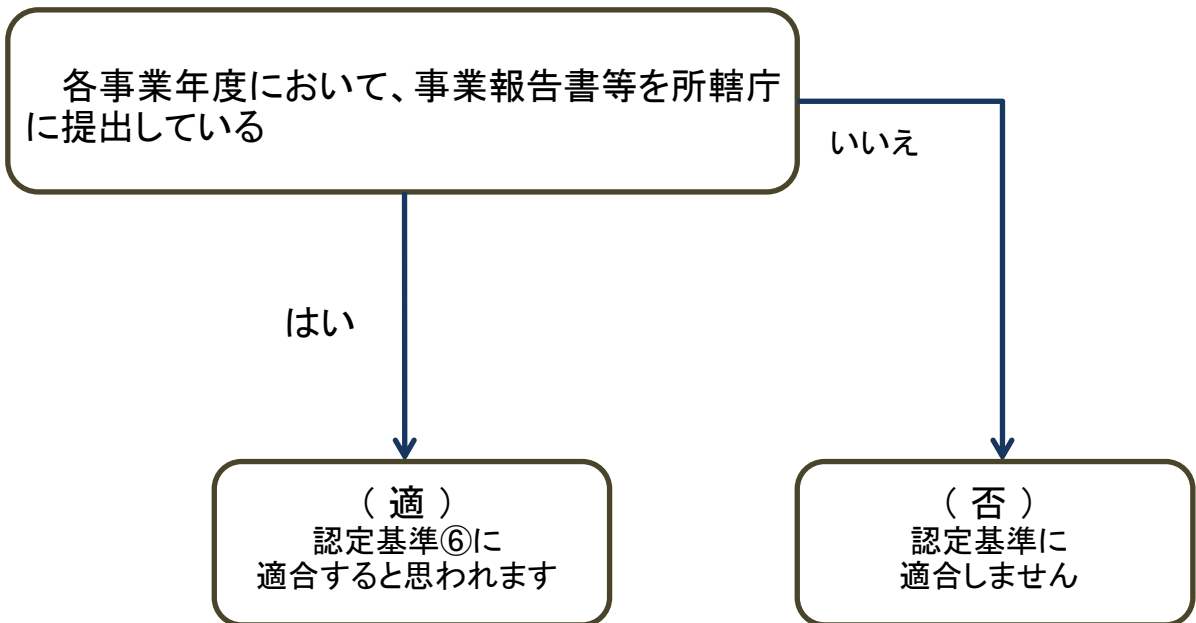 各事業年度において、事業報告書等を所轄庁
に提出している
いいえ
はい
（ 適 ）
認定基準⑥に
適合すると思われます
（ 否 ）
認定基準に
適合しません